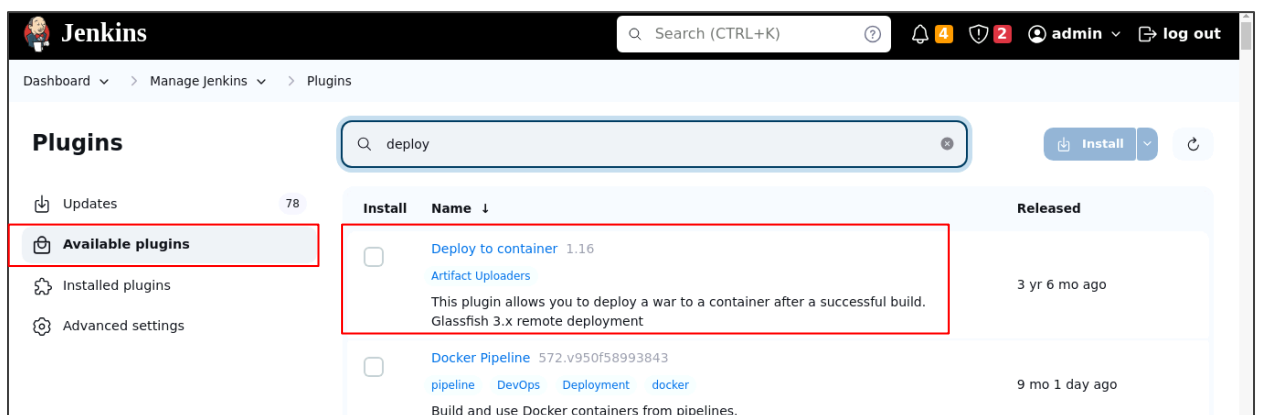 Jenkins
Search (CTRL+K)
4
2
admin
log out
Dashboard
Manage Jenkins
Plugins
Plugins
deploy
Install
Updates
78
Available plugins
Installed plugins
Advanced settings
Install Name ↓ Released
Deploy to container 1.16
Artifact Uploaders
This plugin allows you to deploy a war to a container after a successful build.
Glassfish 3.x remote deployment
3 yr 6 mo ago
Docker Pipeline 572.v950f58993843
pipeline DevOps Deployment docker
Build and use Docker containers from pipelines.
9 mo 1 day ago